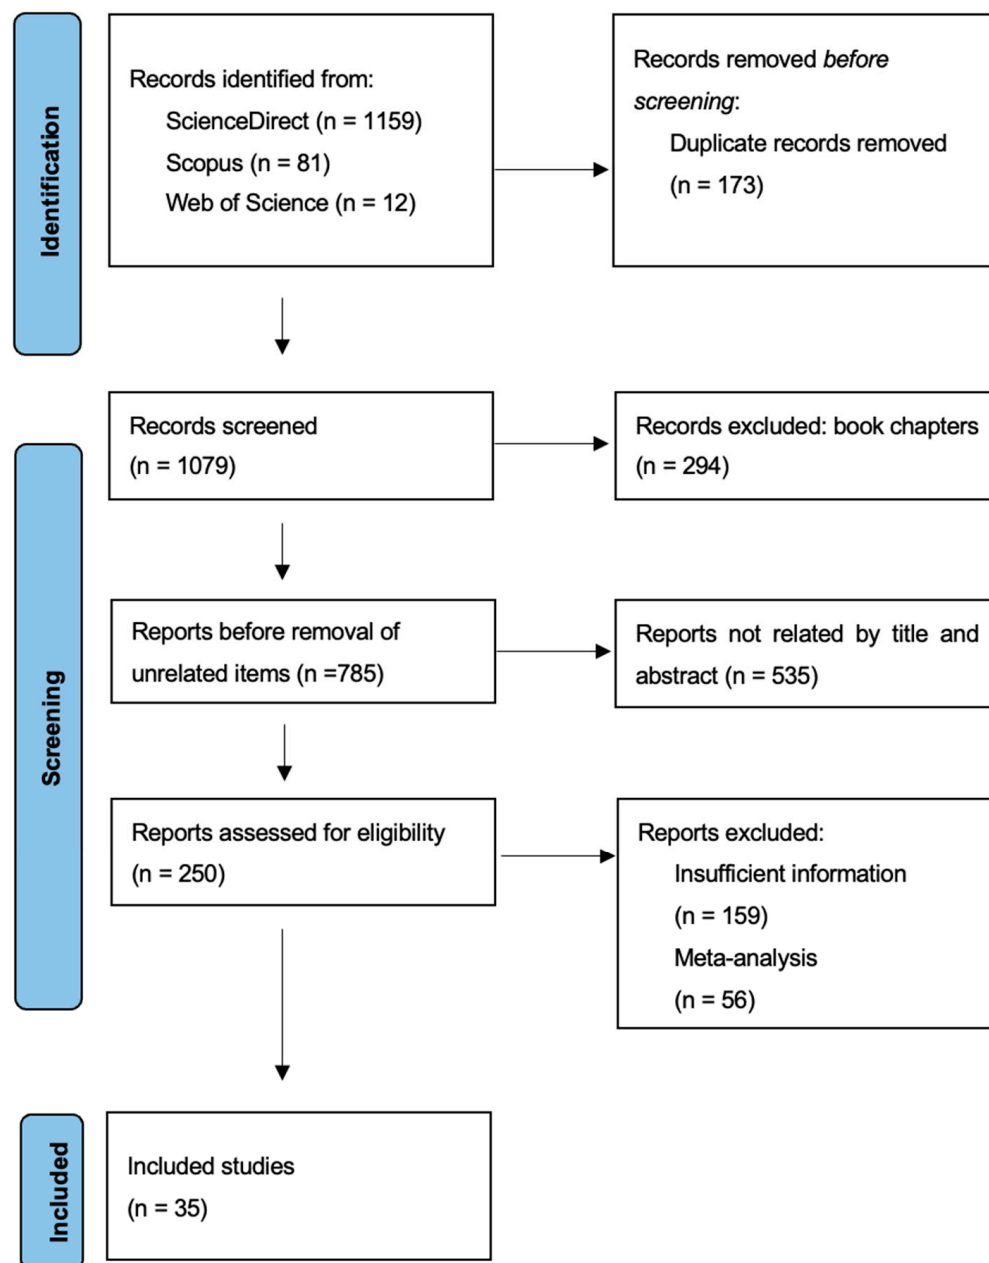 Identification
Records identified from:
ScienceDirect (n = 1159)
Scopus (n = 81)
Web of Science (n = 12)
Records removed before
screening:
Duplicate records removed
(n = 173)
Screening
Records screened
(n = 1079)
Records excluded: book chapters
(n = 294)
Reports before removal of
unrelated items (n =785)
Reports not related by title and
abstract (n = 535)
Reports assessed for eligibility
(n = 250)
Reports excluded:
Insufficient information
(n = 159)
Meta-analysis
(n = 56)
Included
Included studies
(n = 35)